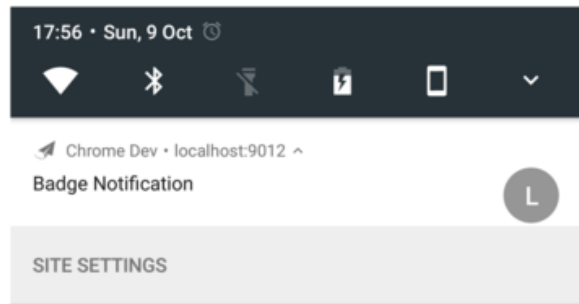 17:56 • Sun, 9 Oct
Chrome Dev • localhost:9012
Badge Notification
L
SITE SETTINGS